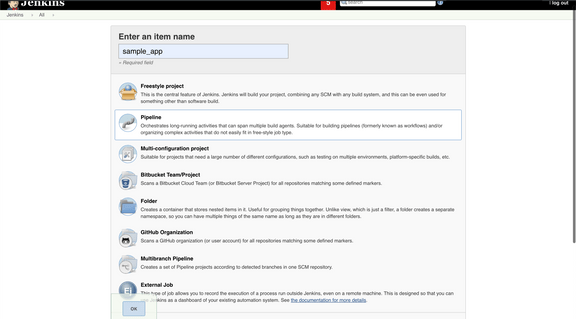 Jenkins
5
log out
Jenkins
All
Enter an item name
sample_app
» Required field
Freestyle project
This is the central feature of Jenkins. Jenkins will build your project, combining any SCM with any build system, and this can be even used for
something other than software build.
Pipeline
Orchestrates long-running activities that can span multiple build agents. Suitable for building pipelines (formerly known as workflows) and/or
organizing complex activities that do not easily fit in free-style job type.
Multi-configuration project
Suitable for projects that need a large number of different configurations, such as testing on multiple environments, platform-specific builds, etc.
Bitbucket Team/Project
Scans a Bitbucket Cloud Team (or Bitbucket Server Project) for all repositories matching some defined markers.
Folder
Creates a container that stores nested items in it. Useful for grouping things together. Unlike view, which is just a filter, a folder creates a separate
namespace, so you can have multiple things of the same name as long as they are in different folders.
GitHub Organization
Scans a GitHub organization (or user account) for all repositories matching some defined markers.
Multibranch Pipeline
Creates a set of Pipeline projects according to detected branches in one SCM repository.
External Job
This type of job allows you to record the execution of a process run outside Jenkins, even on a remote machine. This is designed so that you can
Jenkins as a dashboard of your existing automation system. See the documentation for more details.
OK